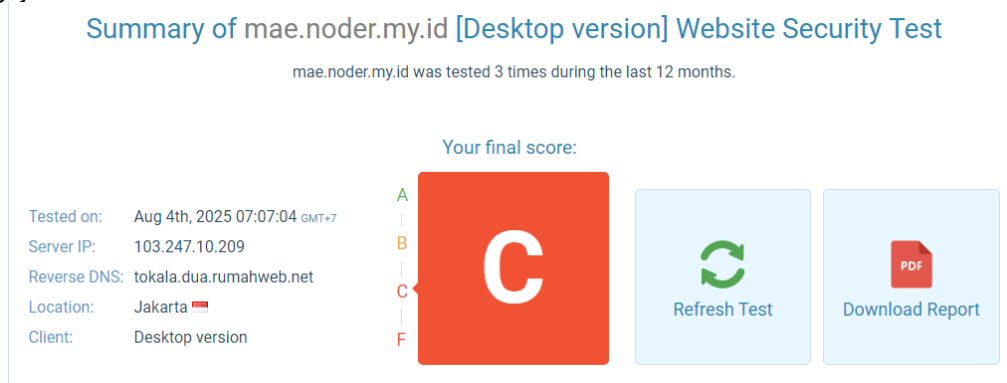 Summary of mae.noder.my.id [Desktop version] Website Security Test
mae.noder.my.id was tested 3 times during the last 12 months.
Your final score:
Tested on: Aug 4th, 2025 07:07:04 GMT+7
Server IP: 103.247.10.209
Reverse DNS: tokala.dua.rumahweb.net
Location: Jakarta
Client: Desktop version
A
B
C
F
C
Refresh Test
PDF
Download Report